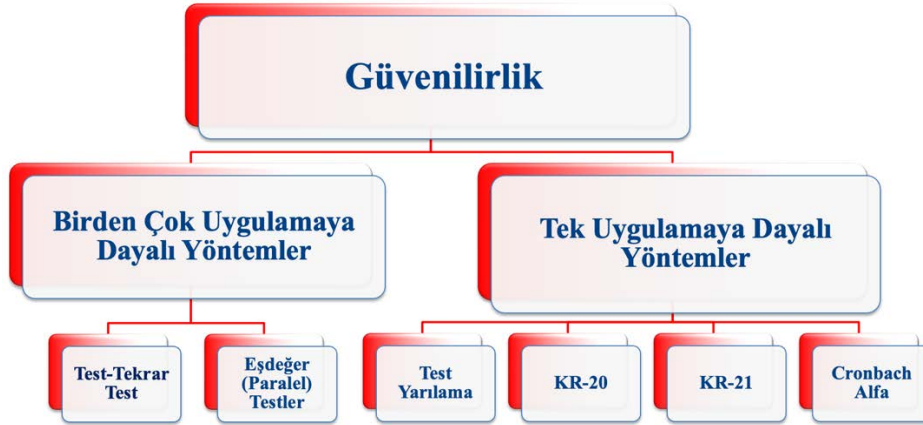 Güvenilirlik
Birden Çok Uygulamaya
Dayalı Yöntemler
Tek Uygulamaya Dayalı
Yöntemler
Test-Tekrar
Test
Eşdeğer
(Paralel)
Testler
Test
Yarılama
KR-20
KR-21
Cronbach
Alfa